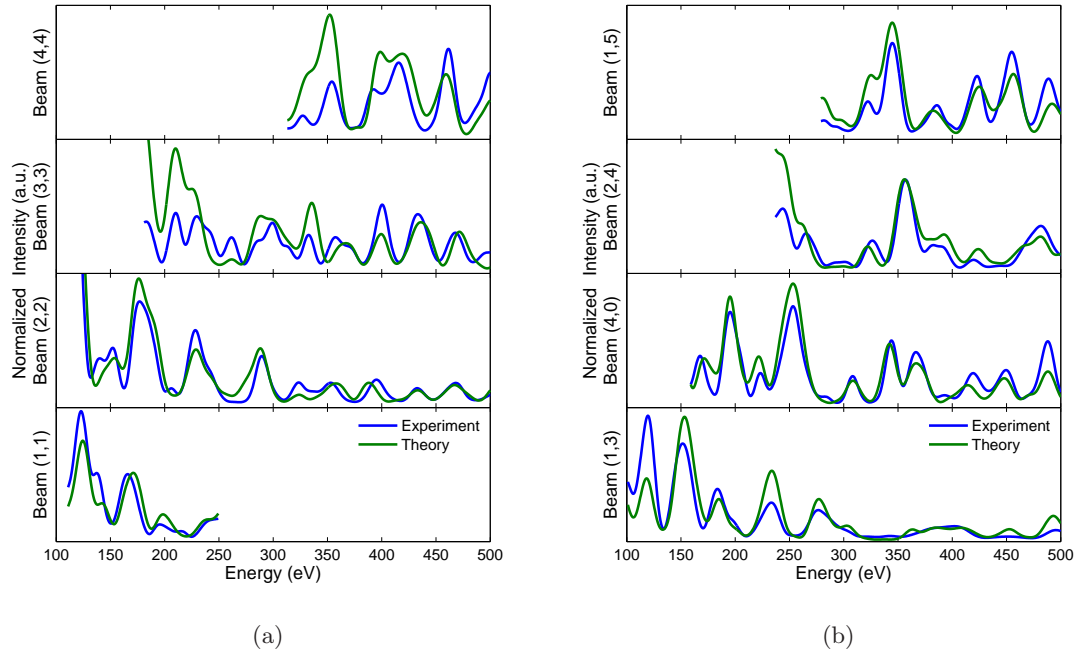 Beam (4,4)
Intensity (a.u.)
Beam (3,3)
Normalized
Beam (2,2)
Beam (1,1)
Experiment
Theory
100 150 200 250 300 350 400 450 500
Energy (eV)
(a)
Beam (1,5)
Intensity (a.u.)
Beam (2,4)
Normalized
Beam (4,0)
Beam (1,3)
Experiment
Theory
100 150 200 250 300 350 400 450 500
Energy (eV)
(b)